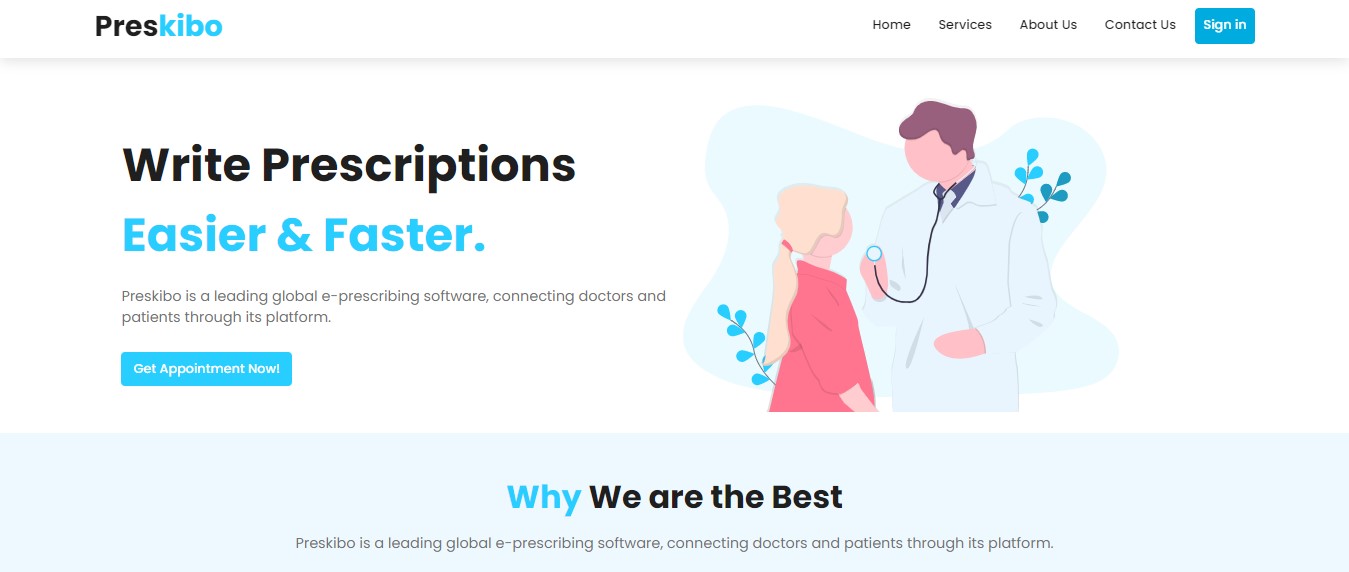 Preskibo
Home Services About Us Contact Us Sign in
Write Prescriptions
Easier & Faster.
Preskibo is a leading global e-prescribing software, connecting doctors and
patients through its platform.
Get Appointment Now!
Why We are the Best
Preskibo is a leading global e-prescribing software, connecting doctors and patients through its platform.